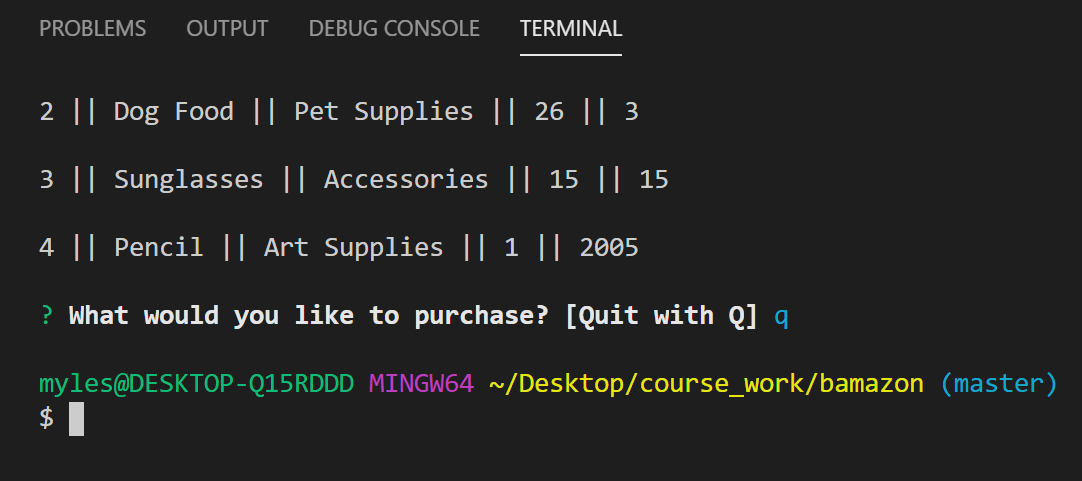 PROBLEMS OUTPUT DEBUG CONSOLE TERMINAL
2 || Dog Food || Pet Supplies || 26 || 3
3 || Sunglasses || Accessories || 15 || 15
4 || Pencil || Art Supplies || 1 || 2005
? What would you like to purchase? [Quit with Q] q
myles@DESKTOP-Q15RDDD MINGW64 ~/Desktop/course_work/bamazon (master)
$